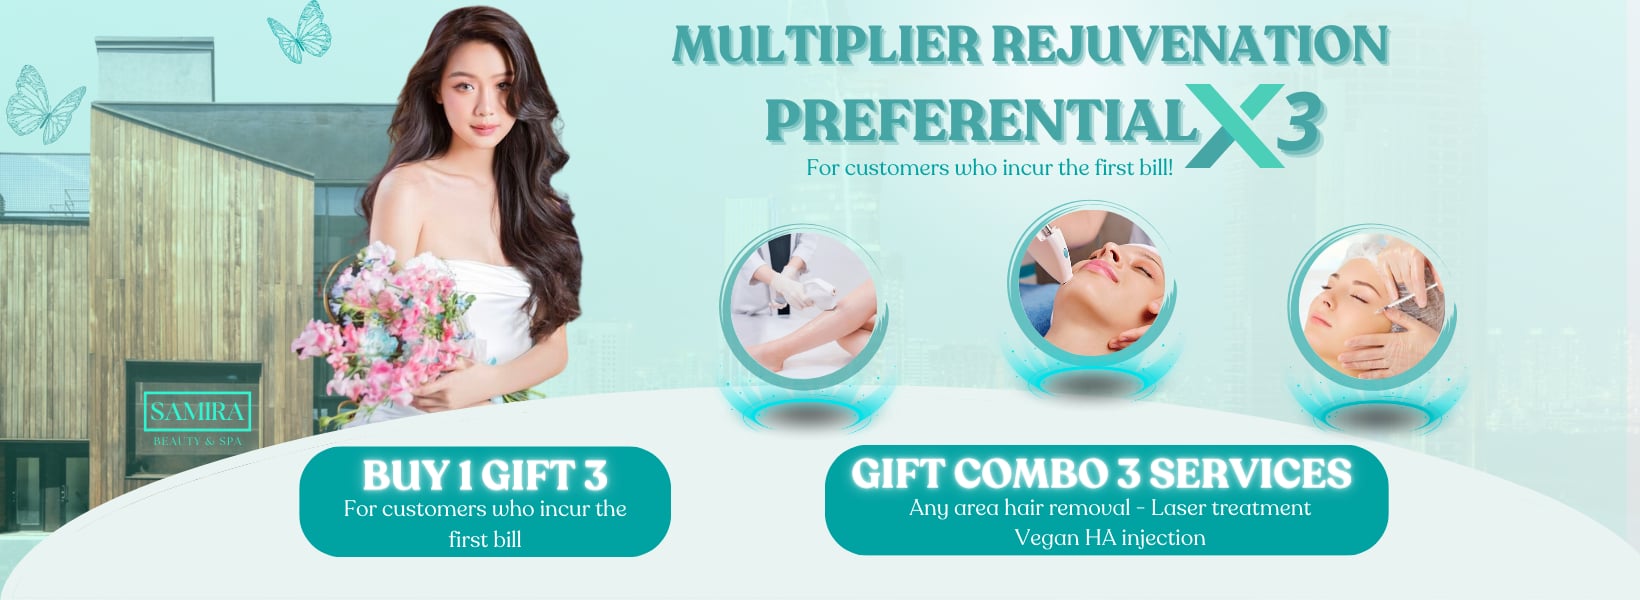 MULTIPLIER REJUVENATION
PREFERENTIAL X3
For customers who incur the first bill!
SAMIRA
BEAUTY & SPA
BUY 1 GIFT 3
For customers who incur the
first bill
GIFT COMBO 3 SERVICES
Any area hair removal - Laser treatment
Vegan HA injection